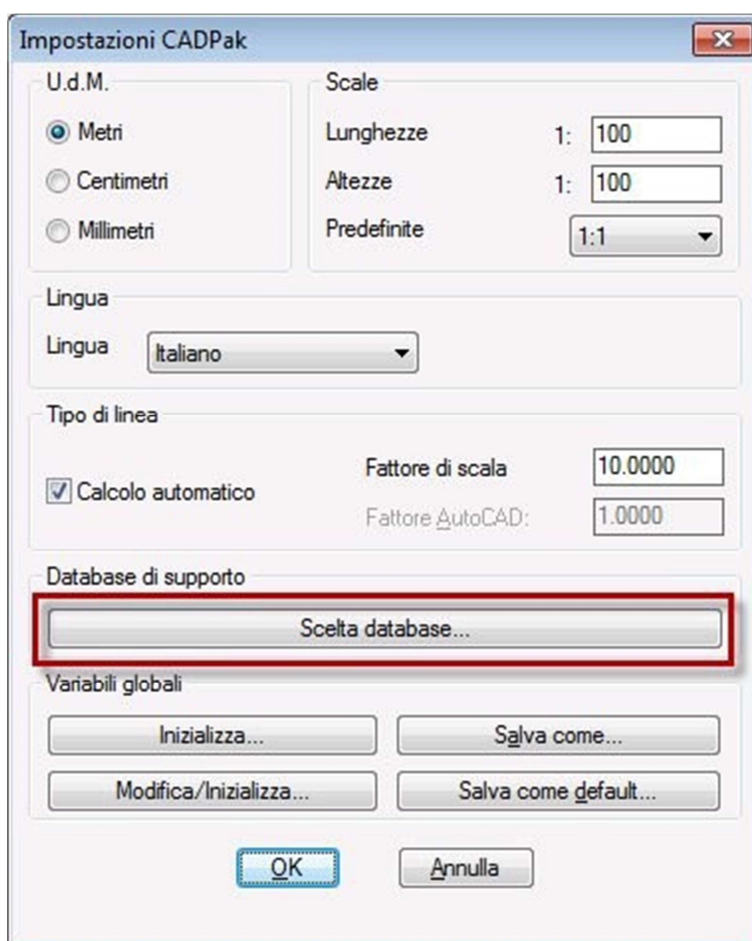 Impostazioni CADPak
U.d.M.
Metri
Centimetri
Millimetri
Scale
Lunghezze 1: 100
Altezze 1: 100
Predefinite 1:1
Lingua
Lingua Italiano
Tipo di linea
Calcolo automatico
Fattore di scala 10.0000
Fattore AutoCAD: 1.0000
Database di supporto
Scelta database...
Variabili globali
Inizializza... Salva come...
Modifica/Inizializza... Salva come default...
OK Annulla